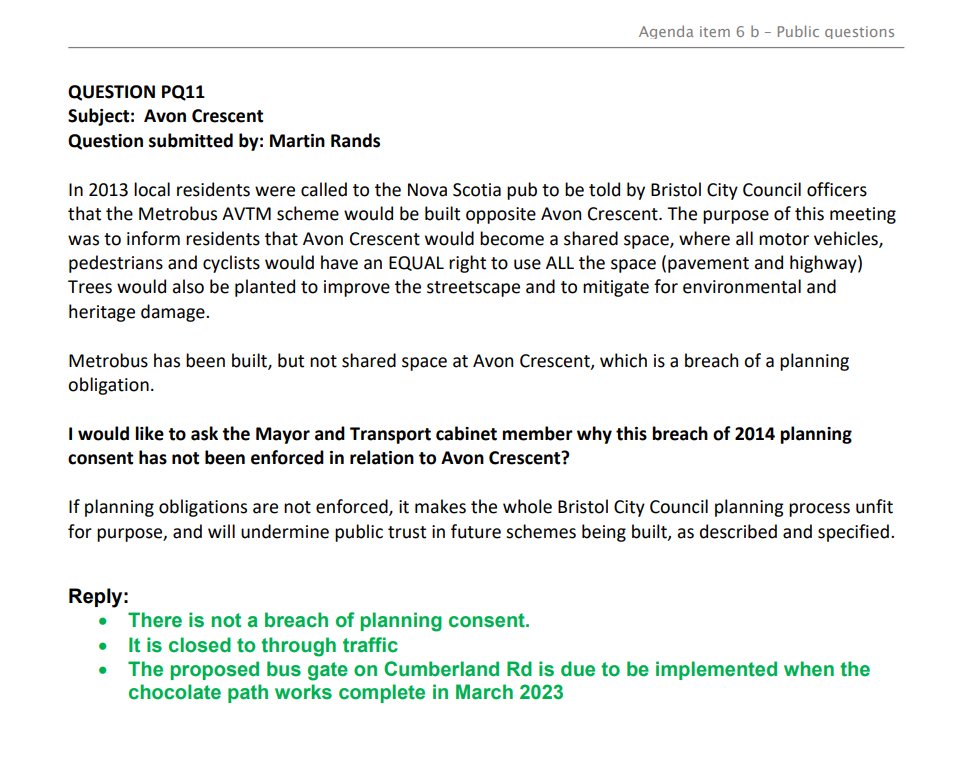 Agenda item 6 b – Public questions
QUESTION PQ11
Subject: Avon Crescent
Question submitted by: Martin Rands
In 2013 local residents were called to the Nova Scotia pub to be told by Bristol City Council officers
that the Metrobus AVTM scheme would be built opposite Avon Crescent. The purpose of this meeting
was to inform residents that Avon Crescent would become a shared space, where all motor vehicles,
pedestrians and cyclists would have an EQUAL right to use ALL the space (pavement and highway)
Trees would also be planted to improve the streetscape and to mitigate for environmental and
heritage damage.
Metrobus has been built, but not shared space at Avon Crescent, which is a breach of a planning
obligation.
I would like to ask the Mayor and Transport cabinet member why this breach of 2014 planning
consent has not been enforced in relation to Avon Crescent?
If planning obligations are not enforced, it makes the whole Bristol City Council planning process unfit
for purpose, and will undermine public trust in future schemes being built, as described and specified.
Reply:
• There is not a breach of planning consent.
• It is closed to through traffic
• The proposed bus gate on Cumberland Rd is due to be implemented when the
chocolate path works complete in March 2023